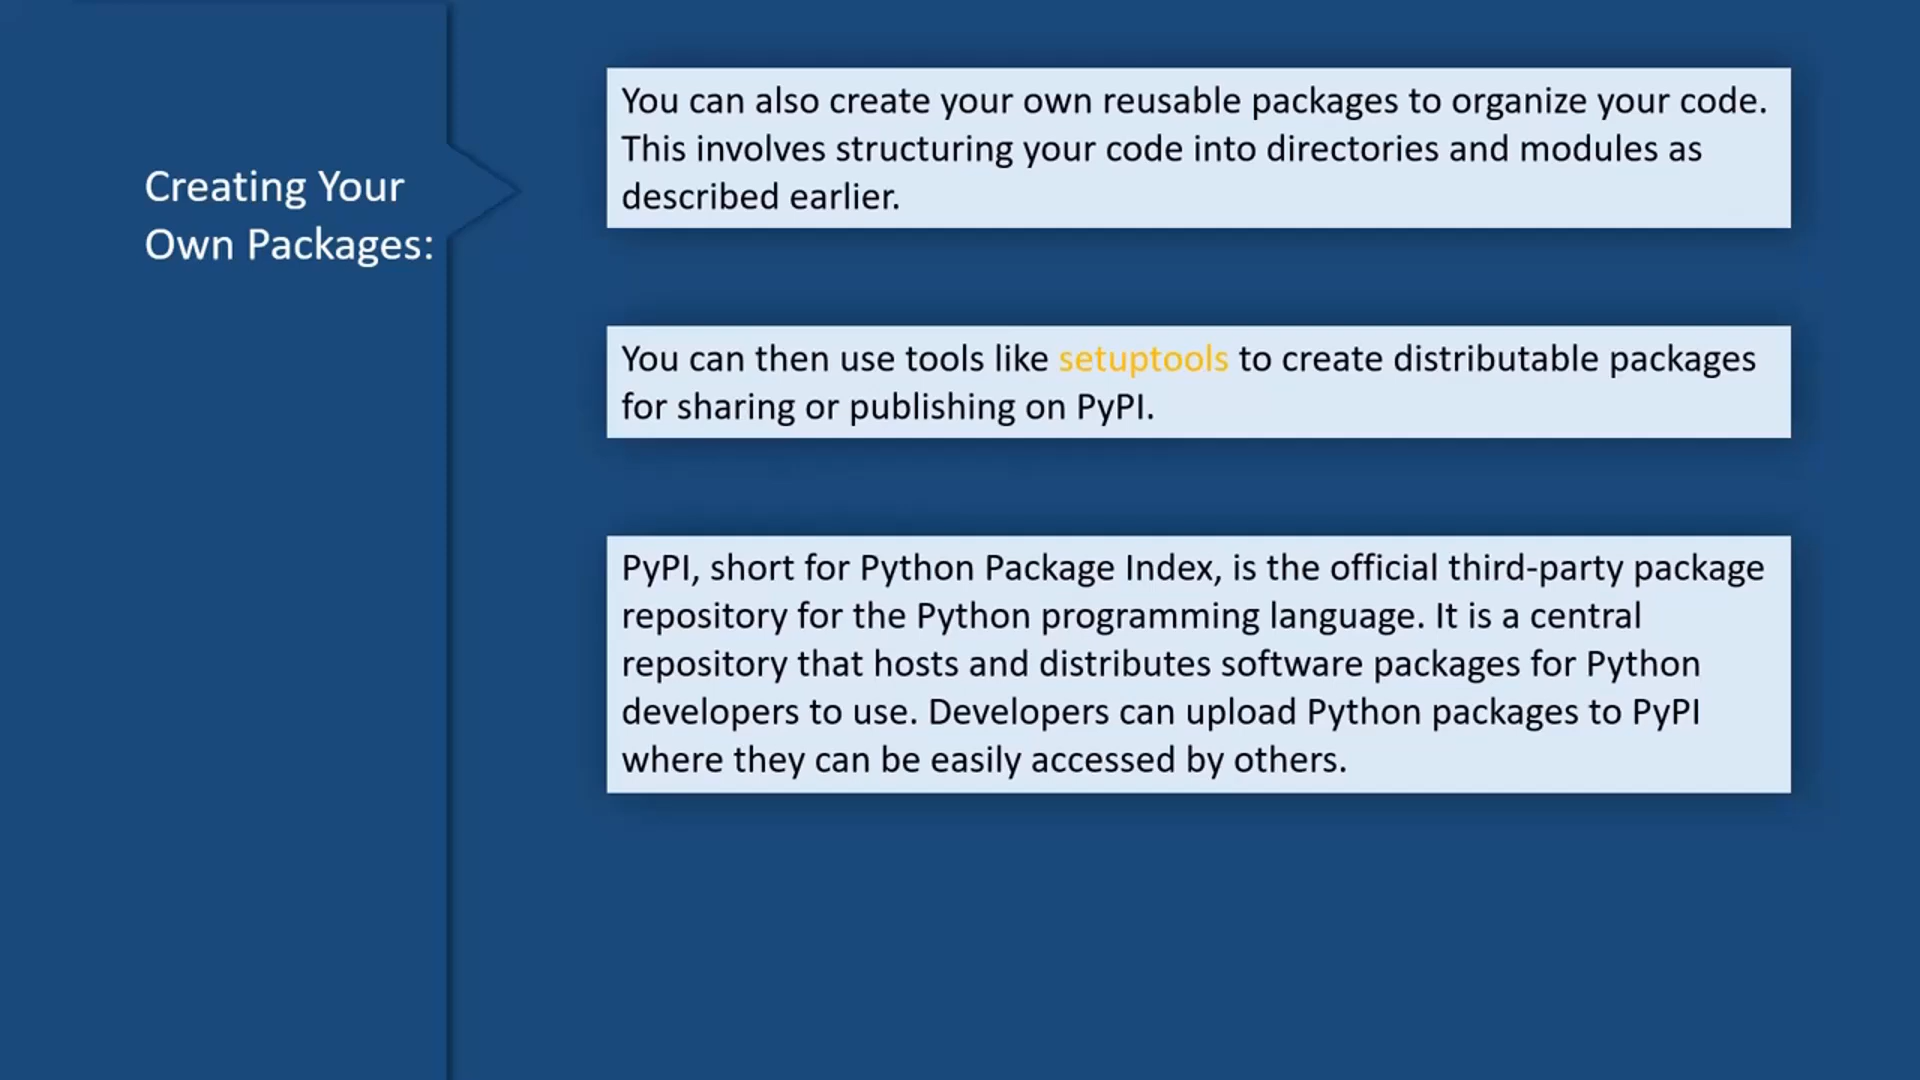 Creating Your
Own Packages:
You can also create your own reusable packages to organize your code.
This involves structuring your code into directories and modules as
described earlier.
You can then use tools like setuptools to create distributable packages
for sharing or publishing on PyPI.
PyPI, short for Python Package Index, is the official third-party package
repository for the Python programming language. It is a central
repository that hosts and distributes software packages for Python
developers to use. Developers can upload Python packages to PyPI
where they can be easily accessed by others.